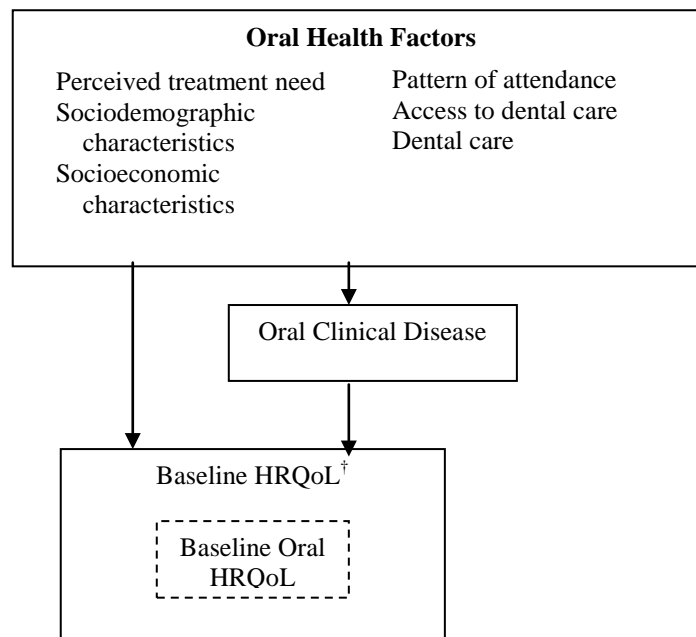 Oral Health Factors
Perceived treatment need
Sociodemographic
characteristics
Socioeconomic
characteristics
Pattern of attendance
Access to dental care
Dental care
Oral Clinical Disease
Baseline HRQoL†
Baseline Oral
HRQoL